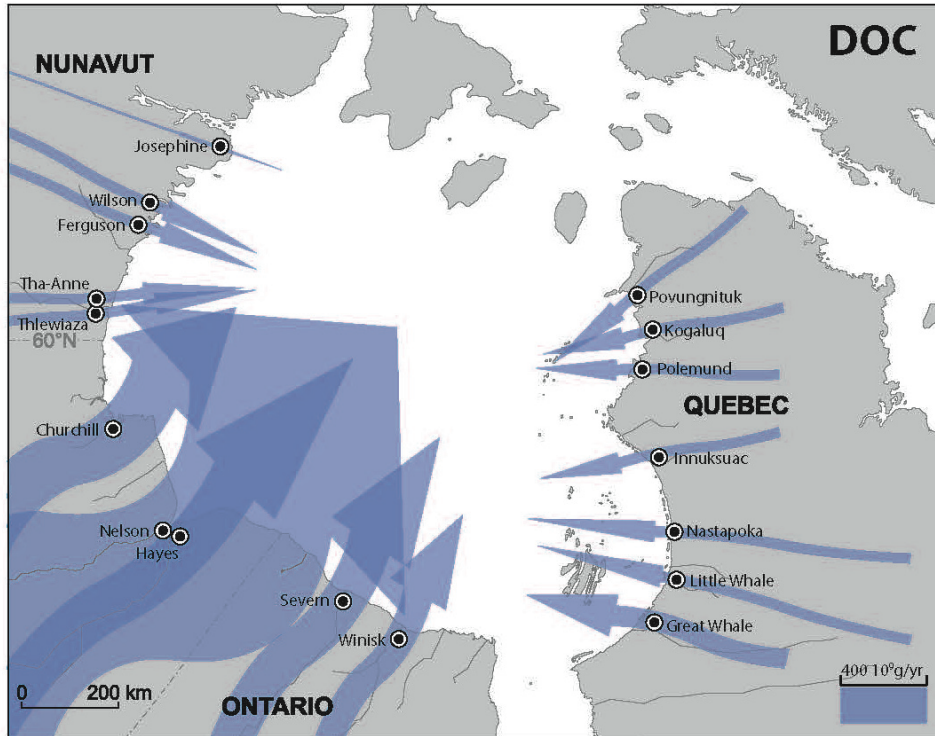 DOC
NUNAVUT
Josephine
Wilson
Ferguson
Tha-Anne
Thlewiaza
60°N
Churchill
Nelson
Hayes
Severn
Winisk
ONTARIO
0 200 km
Povungnituk
Kogaluq
Polemund
QUEBEC
Innuksuac
Nastapoka
Little Whale
Great Whale
400 10⁹g/yr